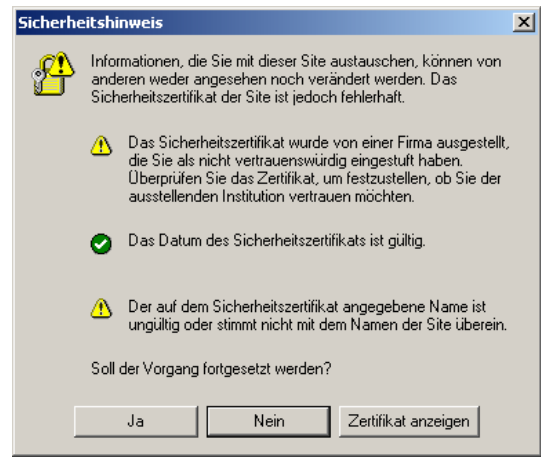 Sicherheitshinweis
Informationen, die Sie mit dieser Site austauschen, können von
anderen weder angesehen noch verändert werden. Das
Sicherheitszertifikat der Site ist jedoch fehlerhaft.
Das Sicherheitszertifikat wurde von einer Firma ausgestellt,
die Sie als nicht vertrauenswürdig eingestuft haben.
Überprüfen Sie das Zertifikat, um festzustellen, ob Sie der
ausstellenden Institution vertrauen möchten.
Das Datum des Sicherheitszertifikats ist gültig.
Der auf dem Sicherheitszertifikat angegebene Name ist
ungültig oder stimmt nicht mit dem Namen der Site überein.
Soll der Vorgang fortgesetzt werden?
Ja Nein Zertifikat anzeigen